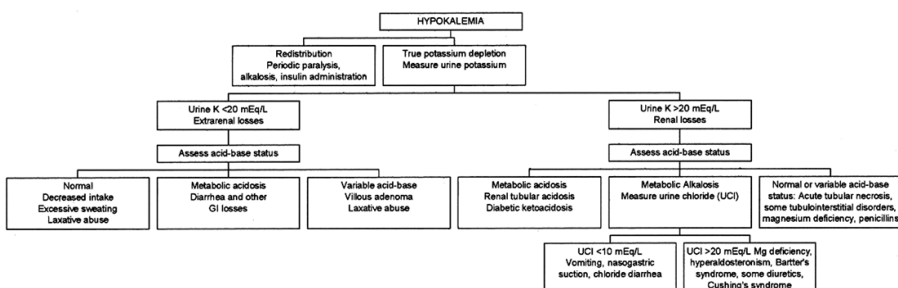 HYPOKALEMIA
Redistribution
Periodic paralysis,
alkalosis, insulin administration
True potassium depletion
Measure urine potassium
Urine K <20 mEq/L
Extrarenal losses
Urine K >20 mEq/L
Renal losses
Assess acid-base status
Assess acid-base status
Normal
Decreased intake
Excessive sweating
Laxative abuse
Metabolic acidosis
Diarrhea and other
GI losses
Variable acid-base
Villous adenoma
Laxative abuse
Metabolic acidosis
Renal tubular acidosis
Diabetic ketoacidosis
Metabolic Alkalosis
Measure urine chloride (UCI)
Normal or variable acid-base
status: Acute tubular necrosis,
some tubulointerstitial disorders,
magnesium deficiency, penicillins
UCI <10 mEq/L
Vomiting, nasogastric
suction, chloride diarrhea
UCI >20 mEq/L Mg deficiency,
hyperaldosteronism, Bartter's
syndrome, some diuretics,
Cushing's syndrome